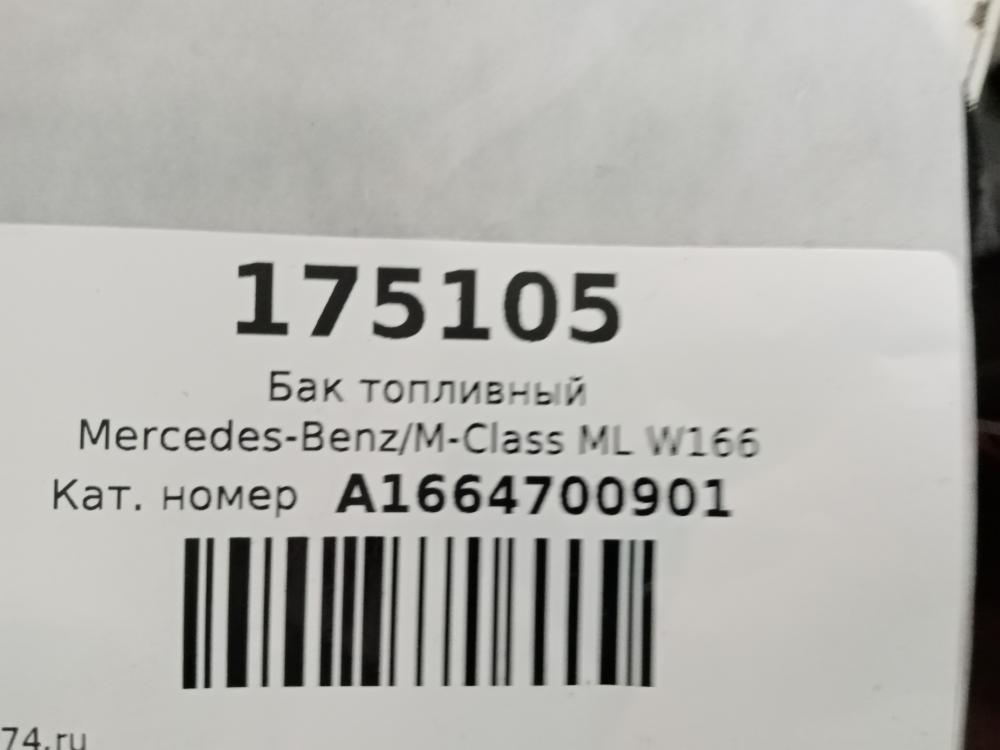 175105
Бак топливный
Mercedes-Benz/M-Class ML W166
Кат. номер A1664700901
74.ru